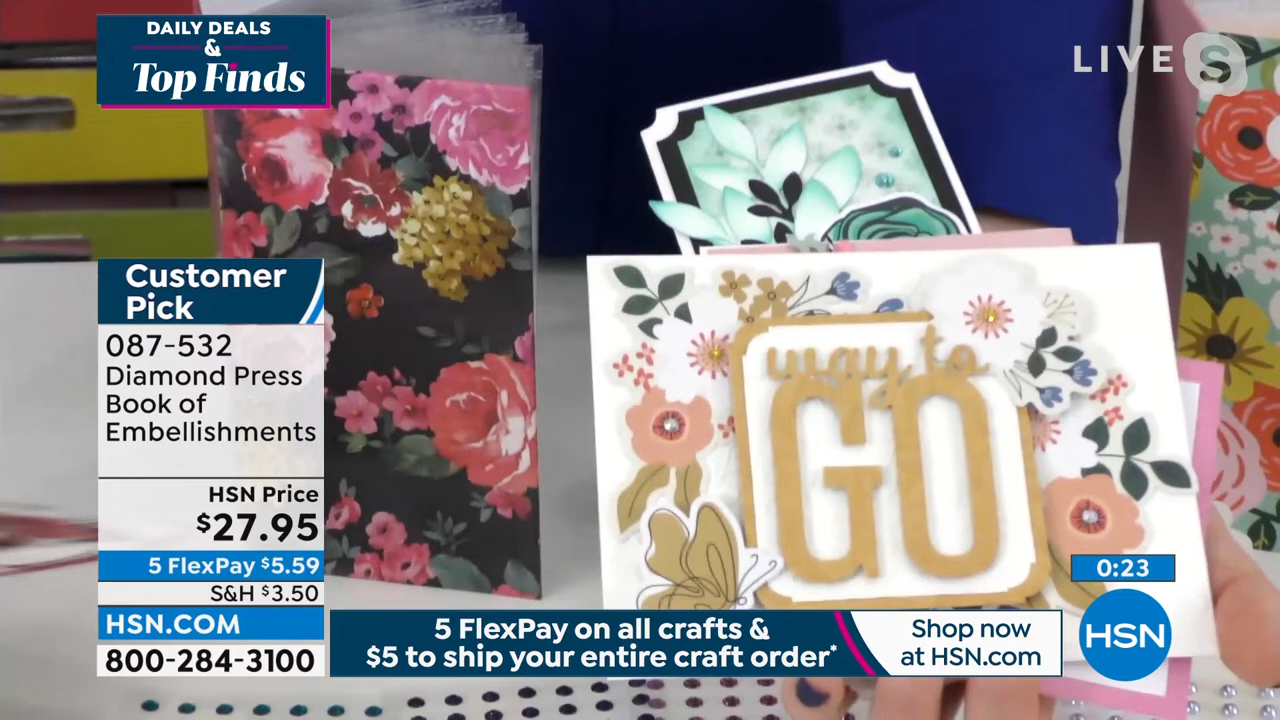 DAILY DEALS
&
Top Finds
LIVE S
Customer
Pick
087-532
Diamond Press
Book of
Embellishments
HSN Price
$27.95
5 FlexPay $5.59
S&H $3.50
HSN.COM
800-284-3100
way to
GO
0:23
5 FlexPay on all crafts &
$5 to ship your entire craft order*
Shop now
at HSN.com
HSN